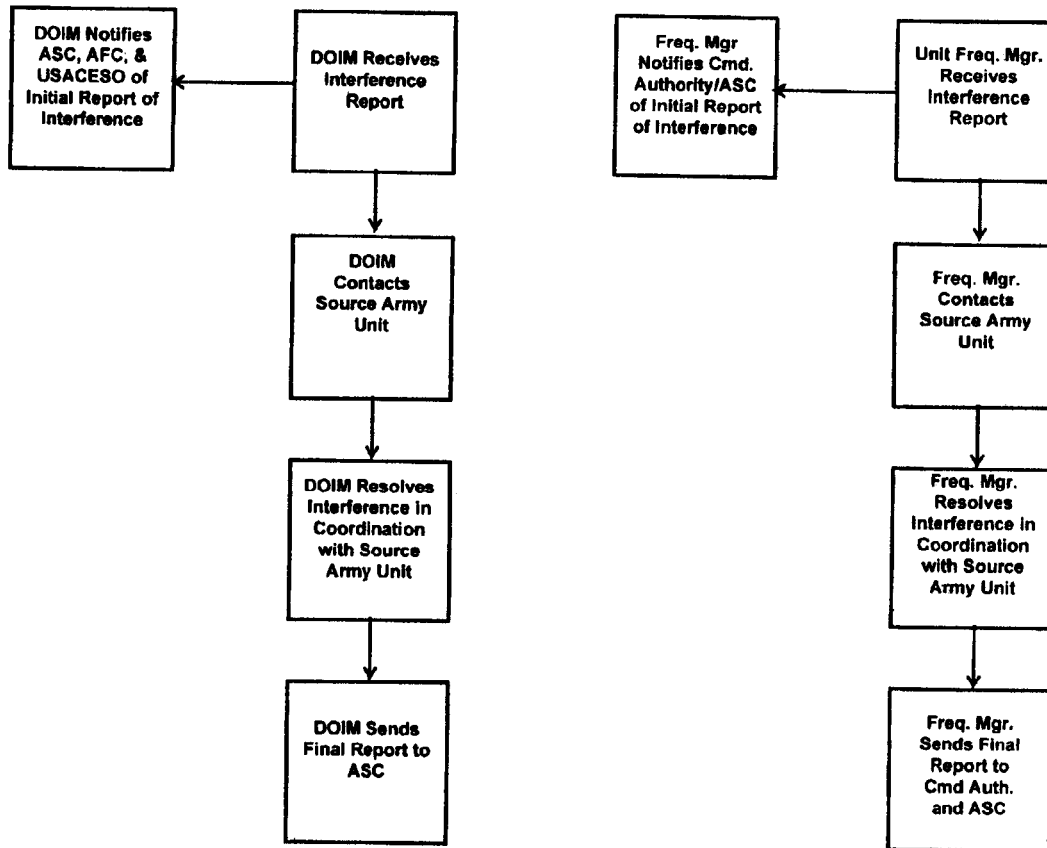 DOIM Notifies
ASC, AFC, &
USACESO of
Initial Report of
Interference
DOIM Receives
Interference
Report
DOIM
Contacts
Source Army
Unit
DOIM Resolves
Interference in
Coordination
with Source
Army Unit
DOIM Sends
Final Report to
ASC
Freq. Mgr
Notifies Cmd.
Authority/ASC
of Initial Report
of Interference
Unit Freq. Mgr.
Receives
Interference
Report
Freq. Mgr.
Contacts
Source Army
Unit
Freq. Mgr.
Resolves
Interference in
Coordination
with Source
Army Unit
Freq. Mgr.
Sends Final
Report to
Cmd Auth.
and ASC